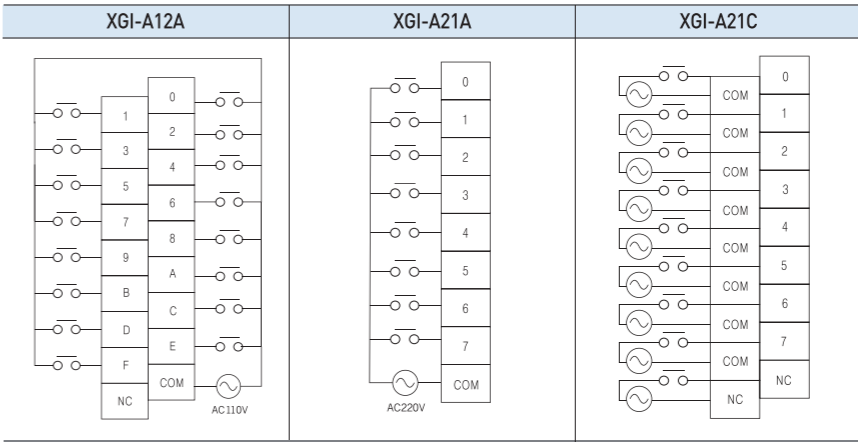 XGI-A12A
XGI-A21A
XGI-A21C
0
1
2
3
4
5
6
7
8
9
A
B
C
D
E
F
COM
NC
AC110V
0
1
2
3
4
5
6
7
COM
AC220V
0
COM
1
COM
2
COM
3
COM
4
COM
5
COM
6
COM
7
COM
NC
NC